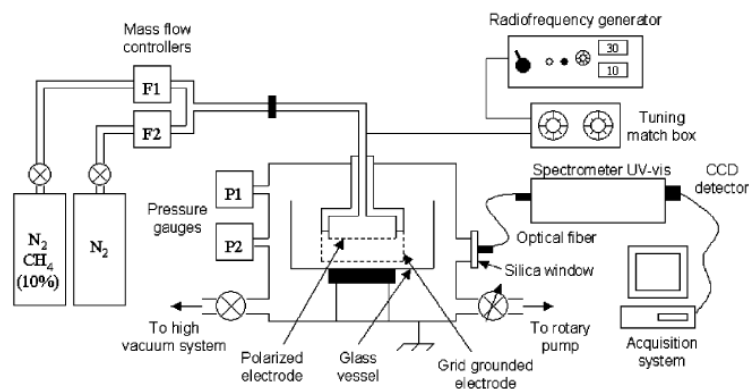 Radiofrequency generator
Mass flow
controllers
30
10
F1
F2
Tuning
match box
Spectrometer UV-vis
CCD
detector
P1
Pressure
gauges
P2
N₂
CH₄
(10%)
N₂
Optical fiber
Silica window
To high
vacuum system
Polarized
electrode
Glass
vessel
Grid grounded
electrode
To rotary
pump
Acquisition
system